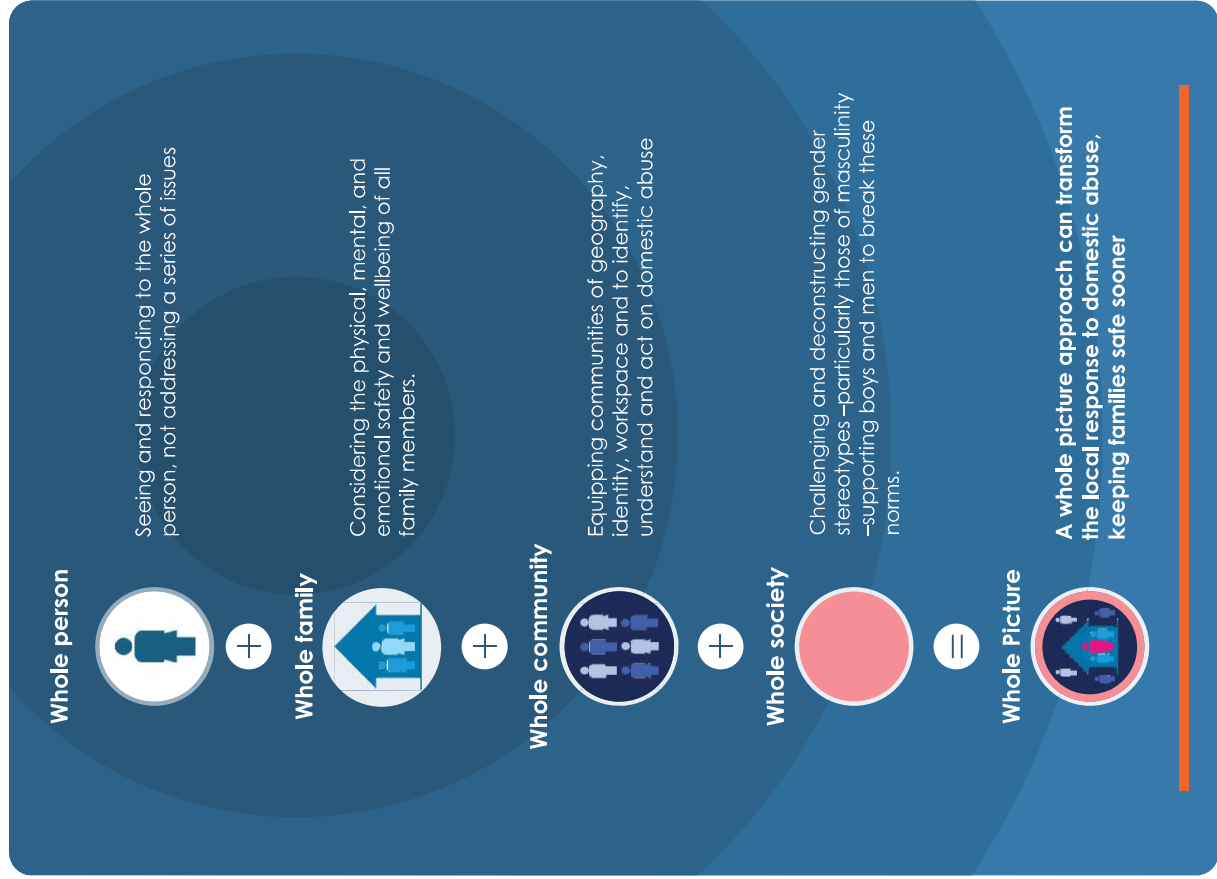 Whole person
Seeing and responding to the whole
person, not addressing a series of issues
+
Whole family
Considering the physical, mental, and
emotional safety and wellbeing of all
family members.
+
Whole community
Equipping communities of geography,
identity, workspace and to identify,
understand and act on domestic abuse
+
Whole society
Challenging and deconstructing gender
stereotypes –particularly those of masculinity
–supporting boys and men to break these
norms.
=
Whole Picture
A whole picture approach can transform
the local response to domestic abuse,
keeping families safe sooner